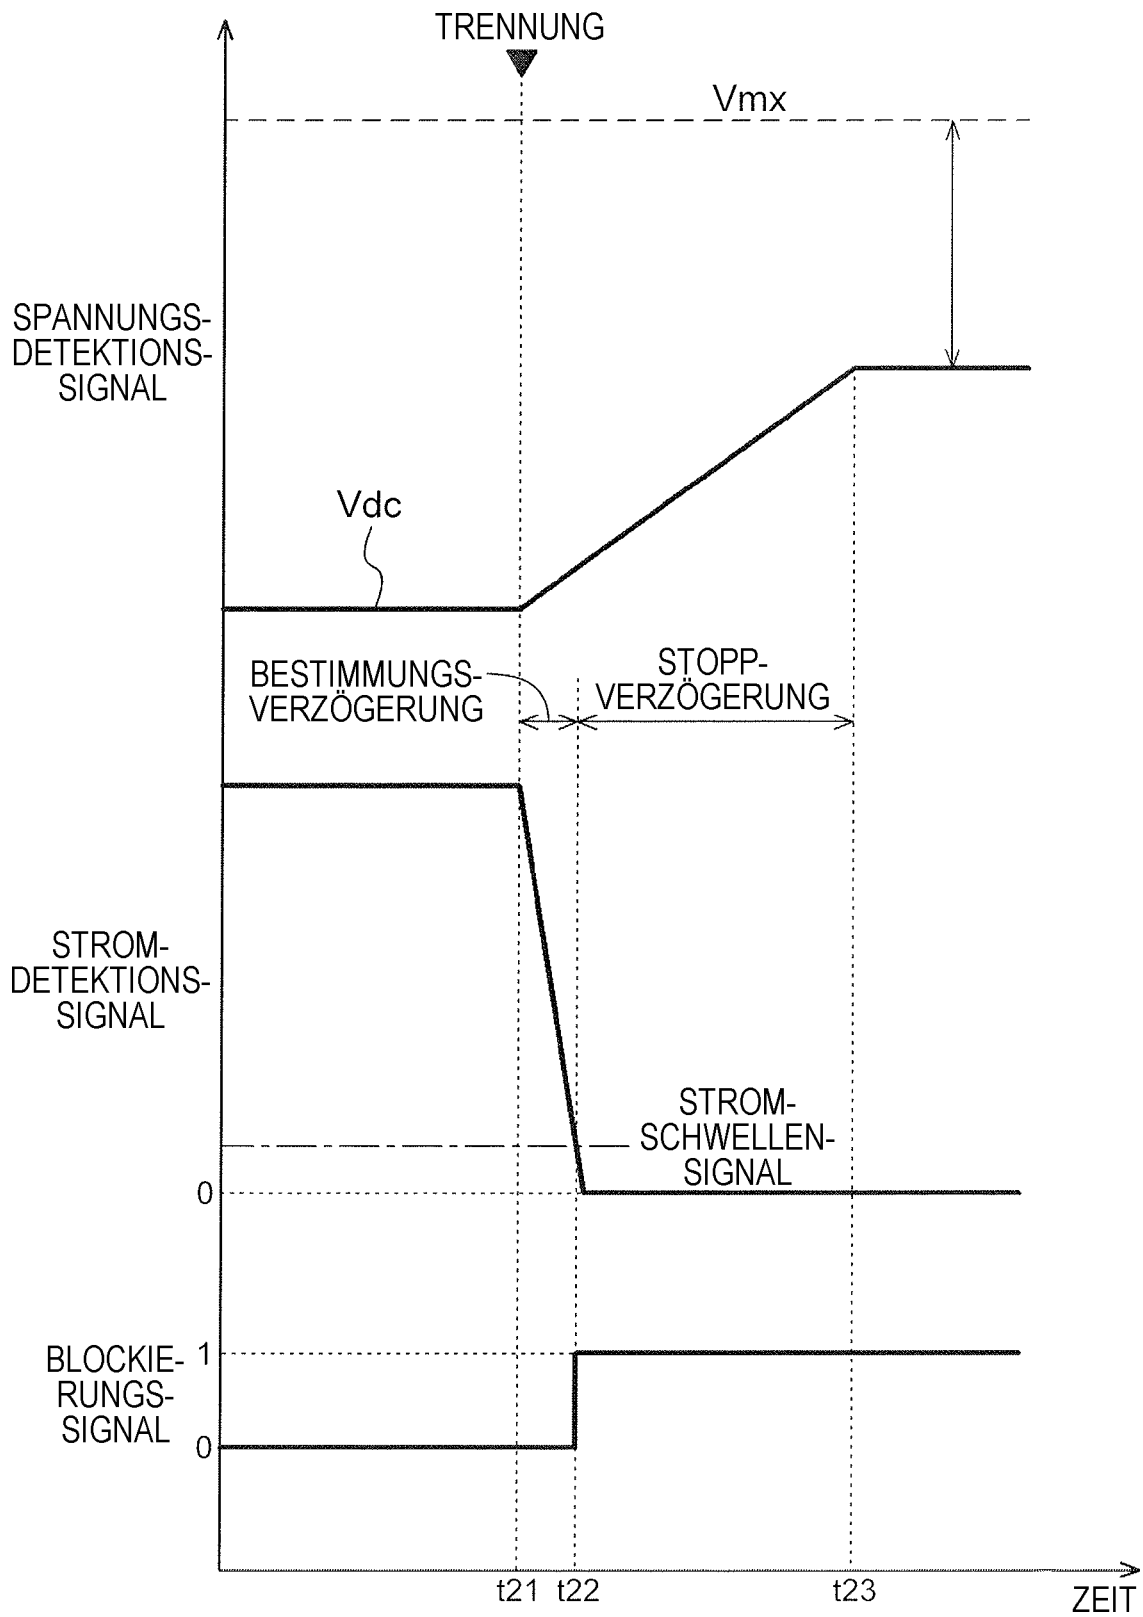 TRENNUNG
Vmx
SPANNUNGS-
DETEKTIONS-
SIGNAL
Vdc
BESTIMMUNGS-
VERZÖGERUNG
STOPP-
VERZÖGERUNG
STROM-
DETEKTIONS-
SIGNAL
STROM-
SCHWELLEN-
SIGNAL
0
BLOCKIE-
RUNGS-
SIGNAL
1
0
t21 t22 t23
ZEIT